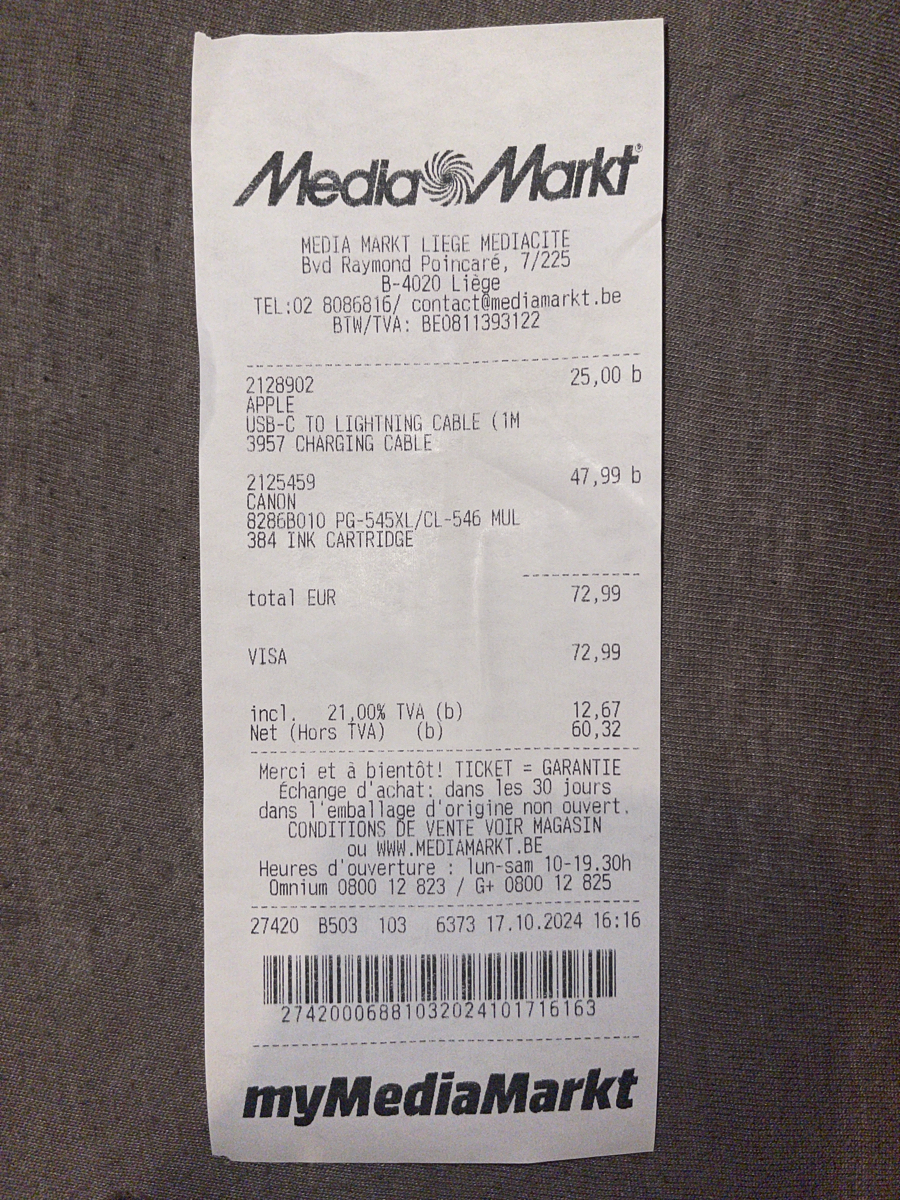 Media Markt®
MEDIA MARKT LIEGE MEDIACITE
Bvd Raymond Poincaré, 7/225
B-4020 Liège
TEL:02 8086816/ contact@mediamarkt.be
BTW/TVA: BE0811393122
2128902 25,00 b
APPLE
USB-C TO LIGHTNING CABLE (1M
3957 CHARGING CABLE
2125459 47,99 b
CANON
8286B010 PG-545XL/CL-546 MUL
384 INK CARTRIDGE
total EUR 72,99
VISA 72,99
incl. 21,00% TVA (b) 12,67
Net (Hors TVA) (b) 60,32
Merci et à bientôt! TICKET = GARANTIE
Échange d'achat: dans les 30 jours
dans l'emballage d'origine non ouvert.
CONDITIONS DE VENTE VOIR MAGASIN
ou WWW.MEDIAMARKT.BE
Heures d'ouverture : lun-sam 10-19.30h
Omnium 0800 12 823 / G+ 0800 12 825
27420 B503 103 6373 17.10.2024 16:16
2742000688103202410171616​3
myMediaMarkt